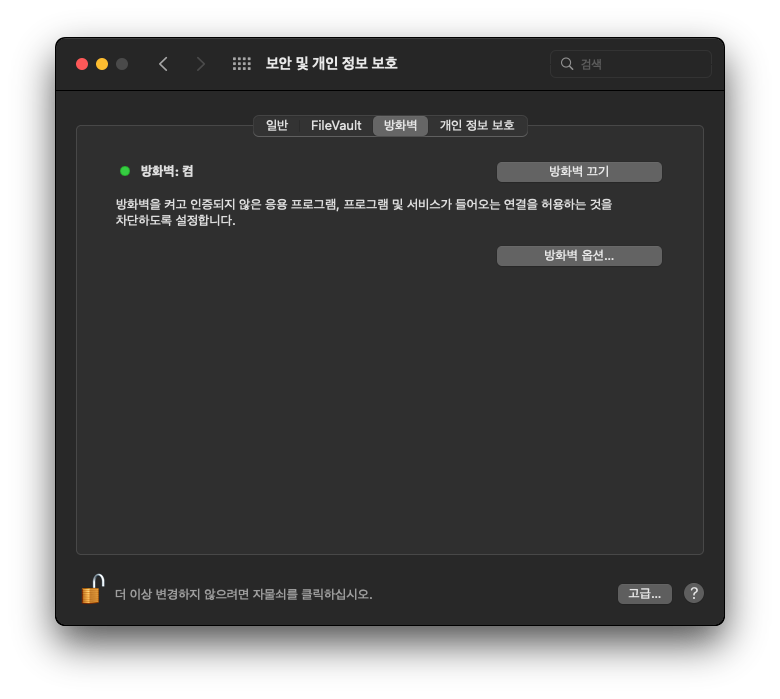 보안 및 개인 정보 보호
검색
일반 FileVault 방화벽 개인 정보 보호
방화벽: 켬
방화벽 끄기
방화벽을 켜고 인증되지 않은 응용 프로그램, 프로그램 및 서비스가 들어오는 연결을 허용하는 것을
차단하도록 설정합니다.
방화벽 옵션...
더 이상 변경하지 않으려면 자물쇠를 클릭하십시오.
고급...
?